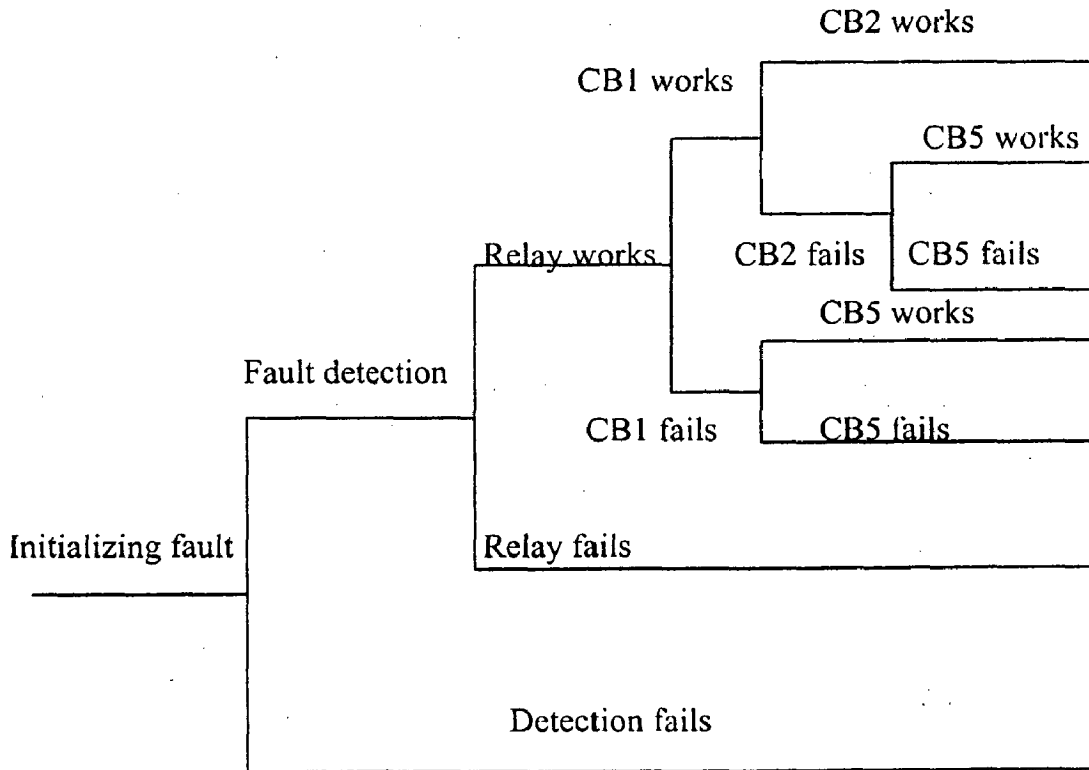 CB2 works
CB1 works
CB5 works
Relay works
CB2 fails
CB5 fails
CB5 works
Fault detection
CB1 fails
CB5 fails
Initializing fault
Relay fails
Detection fails